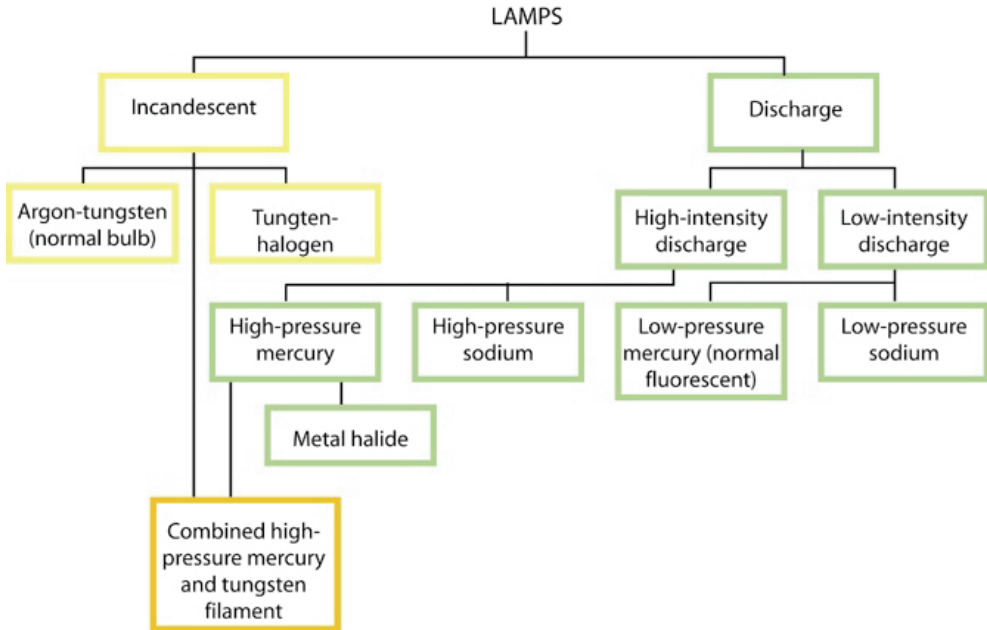 LAMPS
Incandescent
Discharge
Argon-tungsten
(normal bulb)
Tungten-
halogen
High-intensity
discharge
Low-intensity
discharge
High-pressure
mercury
High-pressure
sodium
Low-pressure
mercury (normal
fluorescent)
Low-pressure
sodium
Metal halide
Combined high-
pressure mercury
and tungsten
filament